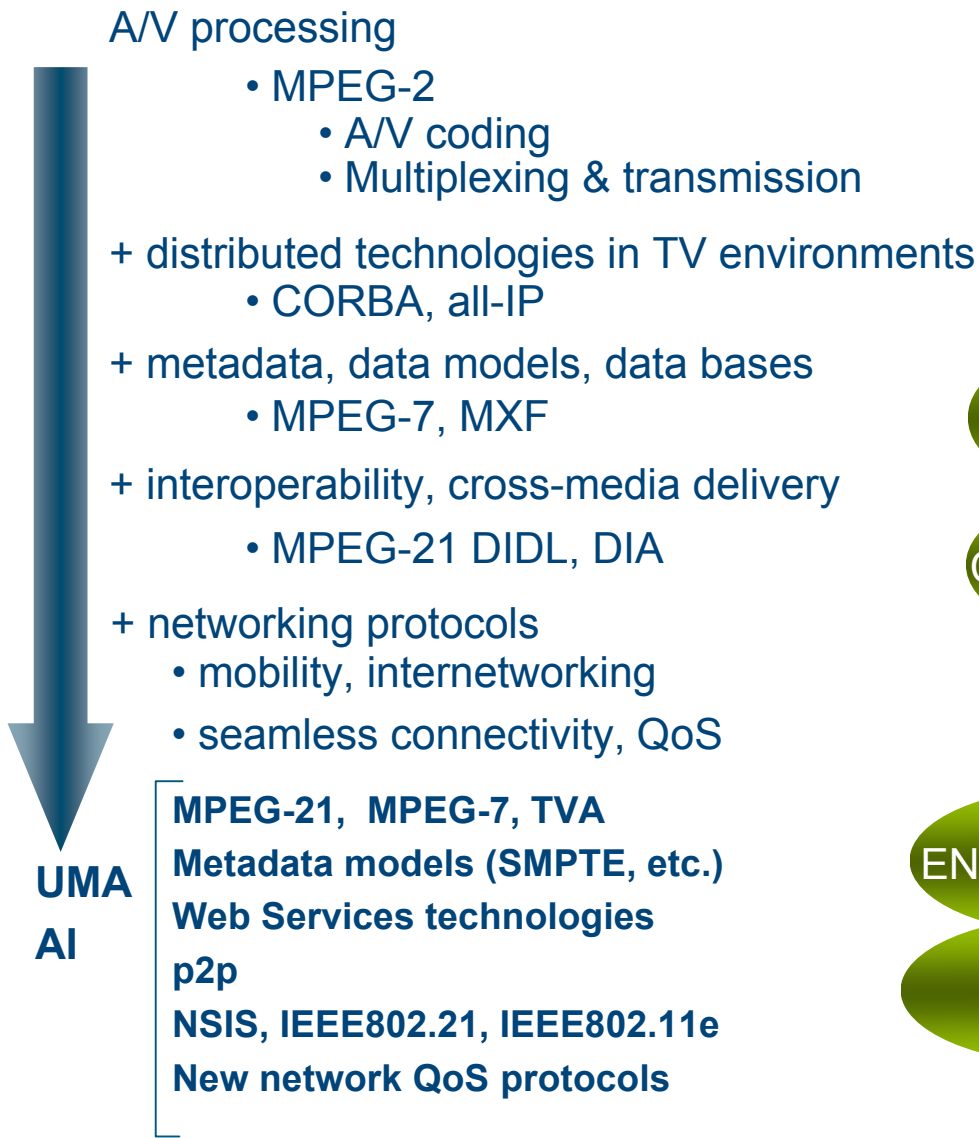 A/V processing
• MPEG-2
• A/V coding
• Multiplexing & transmission
+ distributed technologies in TV environments
• CORBA, all-IP
+ metadata, data models, data bases
• MPEG-7, MXF
+ interoperability, cross-media delivery
• MPEG-21 DIDL, DIA
+ networking protocols
• mobility, internetworking
• seamless connectivity, QoS
MPEG-21, MPEG-7, TVA
Metadata models (SMPTE, etc.)
Web Services technologies
p2p
NSIS, IEEE802.21, IEEE802.11e
New network QoS protocols
UMA
AI
EN